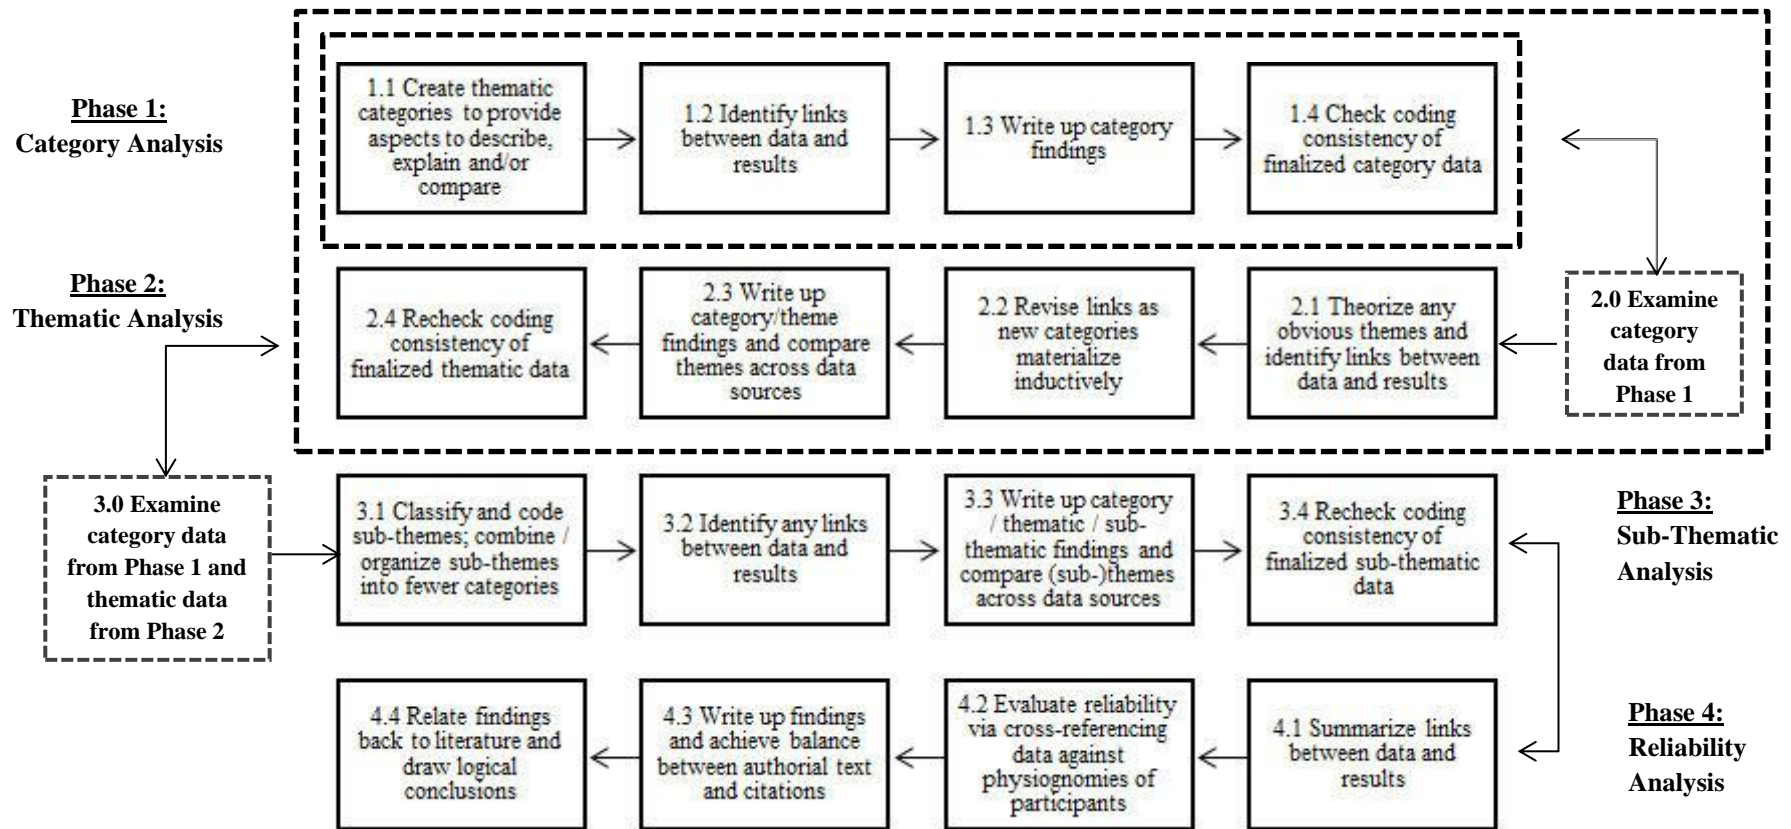 Phase 1:
Category Analysis
1.1 Create thematic
categories to provide
aspects to describe,
explain and/or
compare
1.2 Identify links
between data and
results
1.3 Write up category
findings
1.4 Check coding
consistency of
finalized category data
Phase 2:
Thematic Analysis
2.4 Recheck coding
consistency of
finalized thematic data
2.3 Write up
category/theme
findings and compare
themes across data
sources
2.2 Revise links as
new categories
materialize
inductively
2.1 Theorize any
obvious themes and
identify links between
data and results
2.0 Examine
category
data from
Phase 1
3.0 Examine
category data
from Phase 1 and
thematic data
from Phase 2
3.1 Classify and code
sub-themes; combine /
organize sub-themes
into fewer categories
3.2 Identify any links
between data and
results
3.3 Write up category
/ thematic / sub-
thematic findings and
compare (sub-)themes
across data sources
3.4 Recheck coding
consistency of
finalized sub-thematic
data
Phase 3:
Sub-Thematic
Analysis
4.4 Relate findings
back to literature and
draw logical
conclusions
4.3 Write up findings
and achieve balance
between authorial text
and citations
4.2 Evaluate reliability
via cross-referencing
data against
physiognomies of
participants
4.1 Summarize links
between data and
results
Phase 4:
Reliability
Analysis